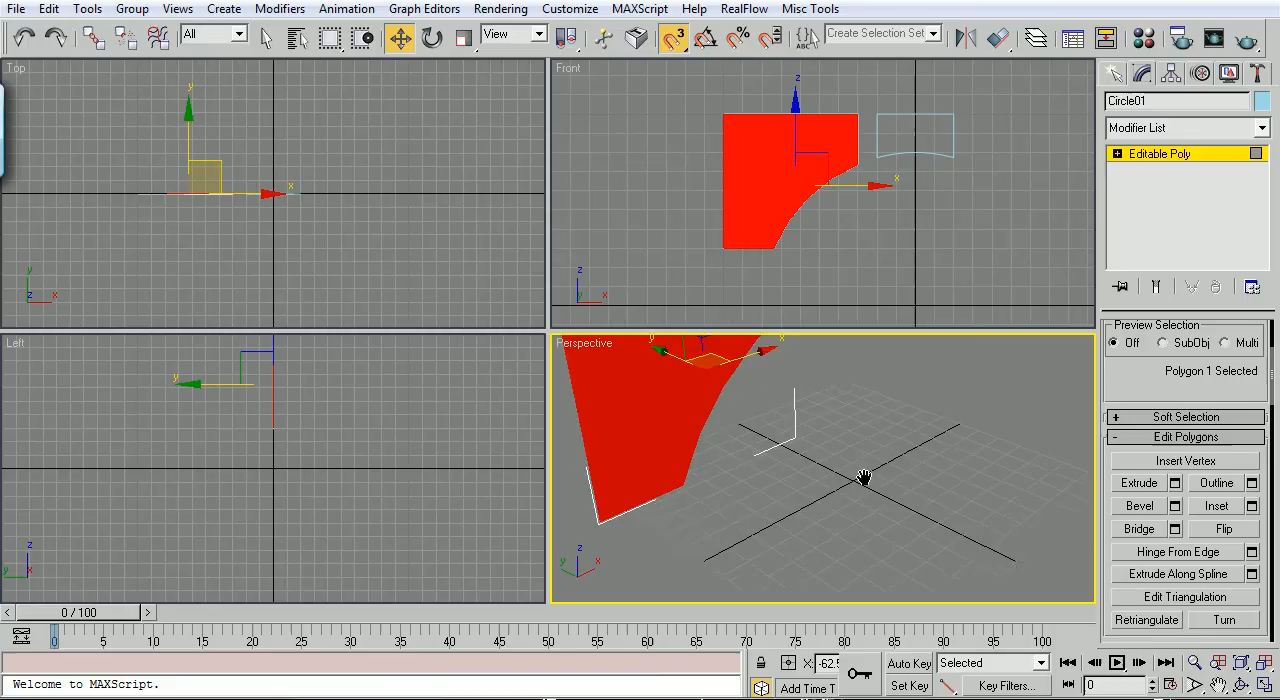 File Edit Tools Group Views Create Modifiers Animation Graph Editors Rendering Customize MAXScript Help RealFlow Misc Tools
All View 3 Create Selection Set
Top Front
Circle01
Modifier List
Editable Poly
y x z x
y z x z y x
Preview Selection
Off SubObj Multi
Polygon 1 Selected
Left Perspective
Soft Selection
Edit Polygons
Insert Vertex
Extrude Outline
Bevel Inset
Bridge Flip
Hinge From Edge
Extrude Along Spline
Edit Triangulation
Retriangulate Turn
y y x
z y x z y x
0 / 100
0 5 10 15 20 25 30 35 40 45 50 55 60 65 70 75 80 85 90 95 100
X: -62.5 Auto Key Selected
Welcome to MAXScript. Add Time T Set Key Key Filters... 0